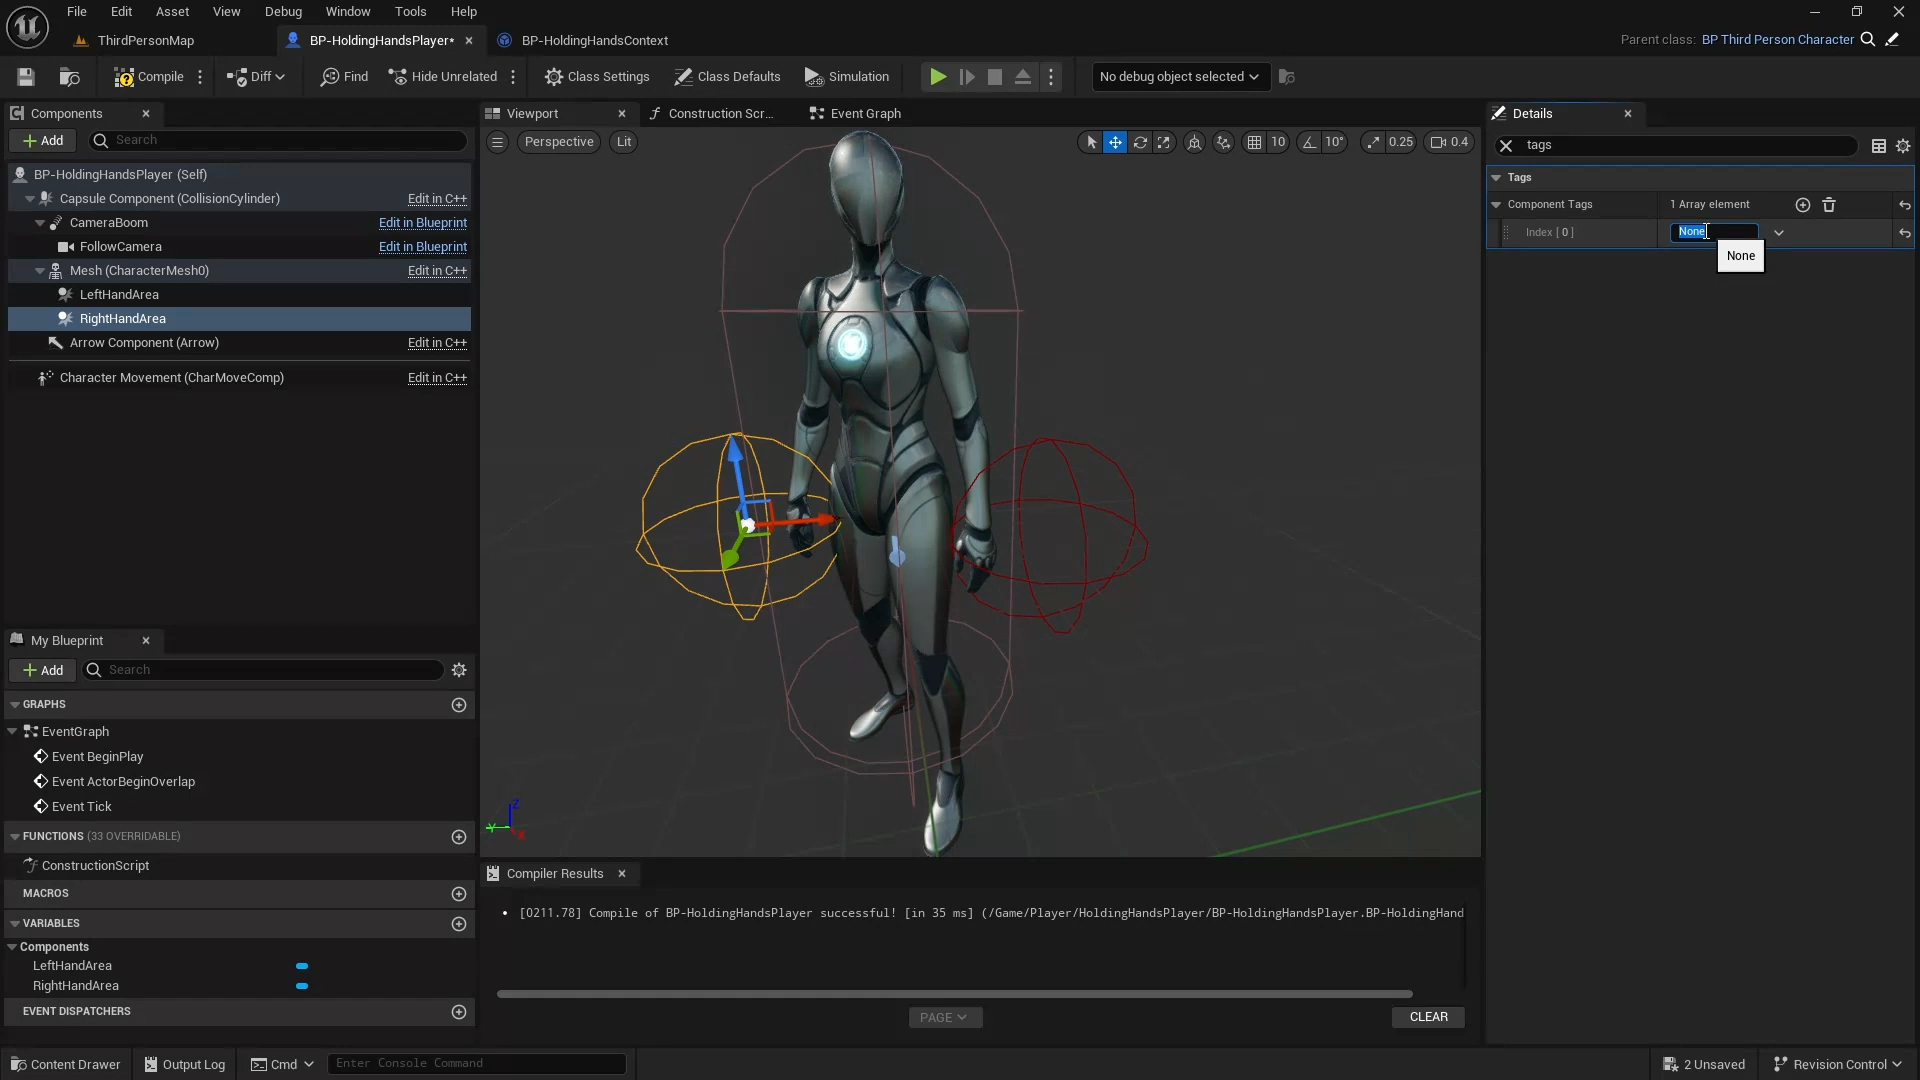 File Edit Asset View Debug Window Tools Help
ThirdPersonMap
BP-HoldingHandsPlayer*
BP-HoldingHandsContext
Parent class: BP Third Person Character
Compile
Diff
Find
Hide Unrelated
Class Settings
Class Defaults
Simulation
No debug object selected
Components
Add
Search
BP-HoldingHandsPlayer (Self)
Capsule Component (CollisionCylinder) Edit in C++
CameraBoom Edit in Blueprint
FollowCamera Edit in Blueprint
Mesh (CharacterMesh0) Edit in C++
LeftHandArea
RightHandArea
Arrow Component (Arrow) Edit in C++
Character Movement (CharMoveComp) Edit in C++
My Blueprint
Add
Search
GRAPHS
EventGraph
Event BeginPlay
Event ActorBeginOverlap
Event Tick
FUNCTIONS (33 OVERRIDABLE)
ConstructionScript
MACROS
VARIABLES
Components
LeftHandArea
RightHandArea
EVENT DISPATCHERS
Viewport
Construction Scr...
Event Graph
Perspective
Lit
10
10°
0.25
0.4
Z
Y
X
Compiler Results
[0211.78] Compile of BP-HoldingHandsPlayer successful! [in 35 ms] (/Game/Player/HoldingHandsPlayer/BP-HoldingHandsPlayer.BP-HoldingHand
PAGE
CLEAR
Details
tags
Tags
Component Tags 1 Array element
Index [ 0 ] None
None
Content Drawer
Output Log
Cmd
Enter Console Command
2 Unsaved
Revision Control